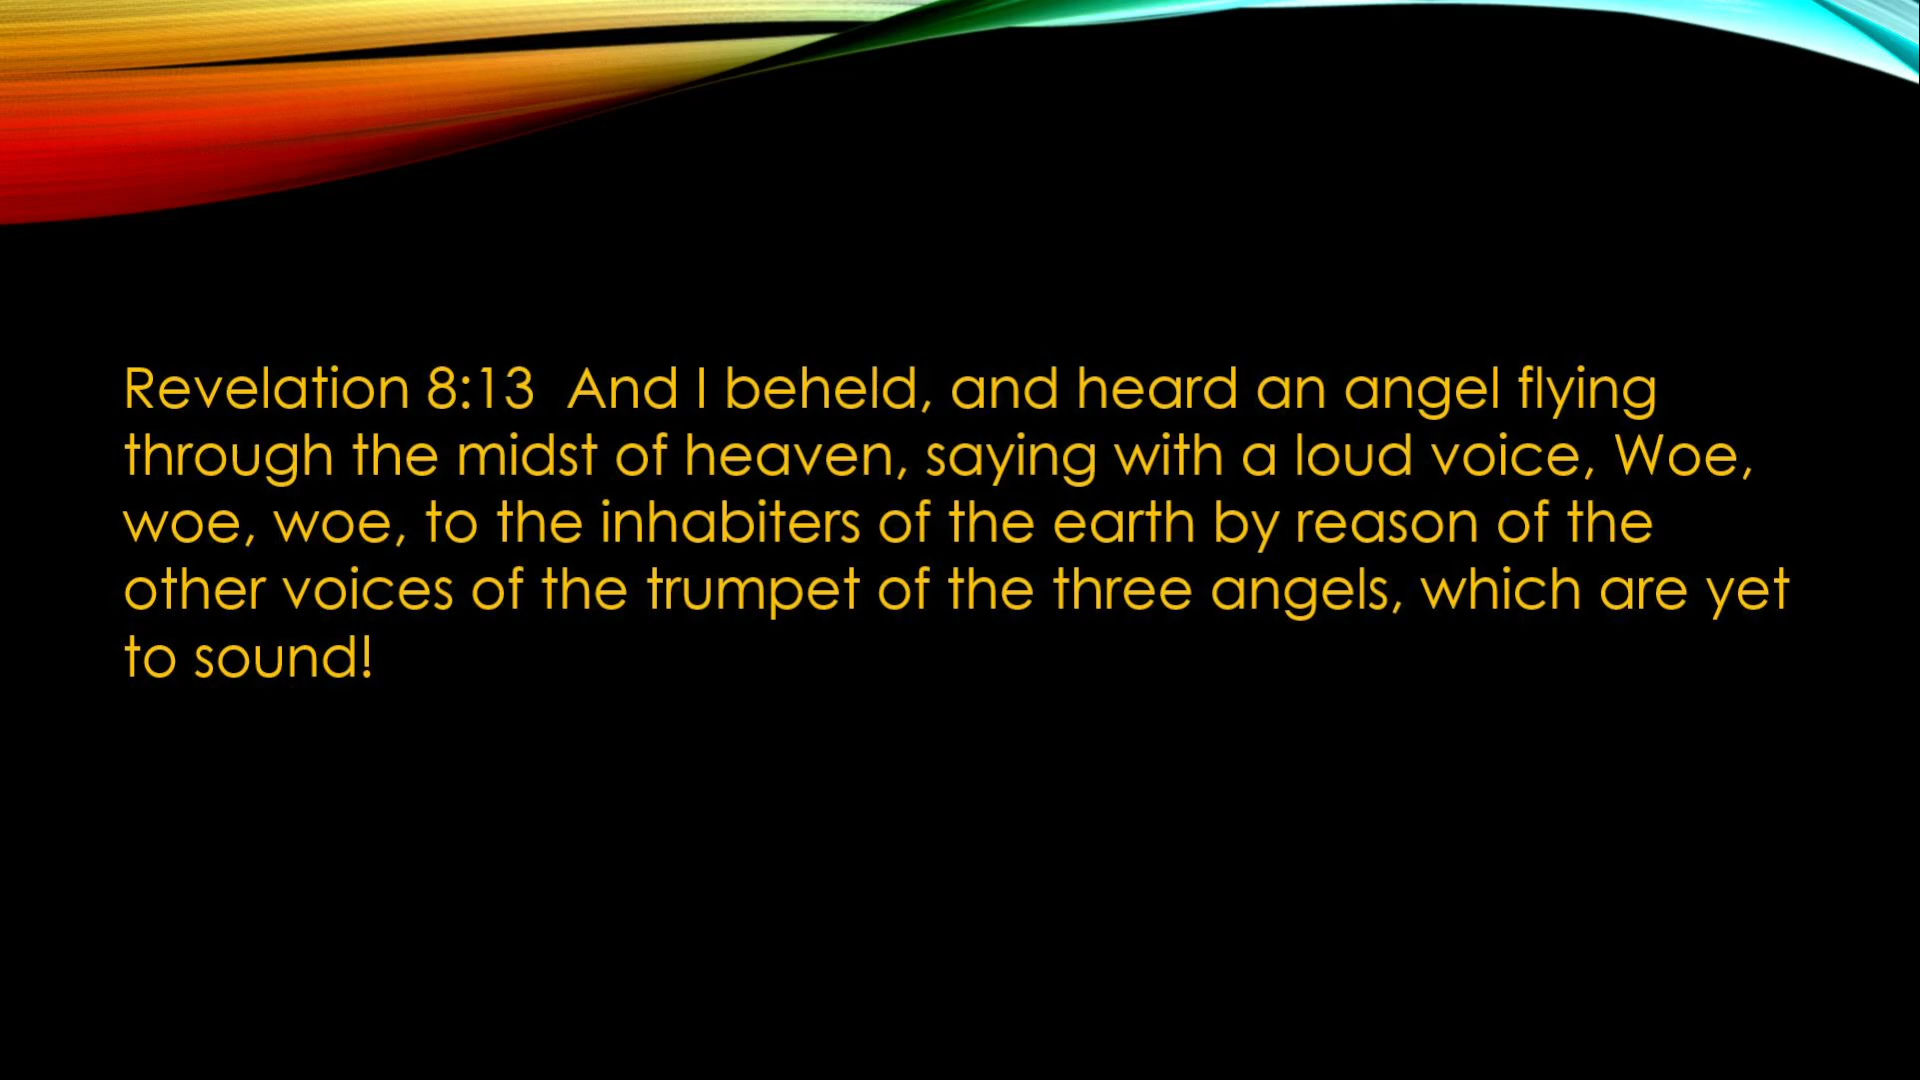 Revelation 8:13  And I beheld, and heard an angel flying
through the midst of heaven, saying with a loud voice, Woe,
woe, woe, to the inhabiters of the earth by reason of the
other voices of the trumpet of the three angels, which are yet
to sound!